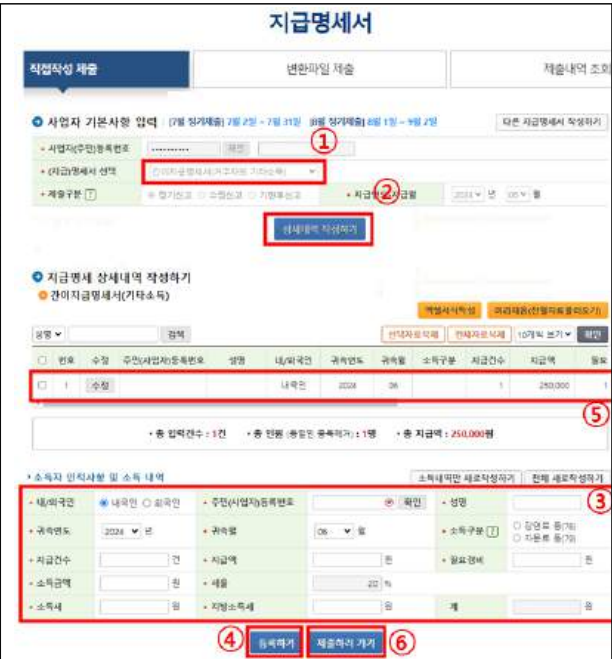 지급명세서
직접작성 제출 변환파일 제출 제출내역 조회
사업자 기본사항 입력 [7월 정기제출] 7월 1일 ~ 7월 31일 [8월 정기제출] 8월 1일 ~ 9월 2일 다른 지급명세서 작성하기
사업자(주민)등록번호 ·········· 확인 ①
(지급)명세서 선택 간이지급명세서(거주자의 기타소득)
제출구분 ? 정기신고 수정신고 기한후신고 ② 2024 년 06 월
상세내역 작성하기
지급명세 상세내역 작성하기
간이지급명세서(기타소득)
엑셀서식작성 미리채움(전월자료불러오기)
성명 검색 선택자료삭제 전체자료삭제 10개씩 보기 확인
번호 수정 주민(사업자)등록번호 성명 내/외국인 귀속연도 귀속월 소득구분 지급건수 지급액 필요
1 수정 내국인 2024 06 1 250,000 1
⑤
• 총 입력건수 : 1건 • 총 인원 (동일인 중복제거) : 1명 • 총 지급액 : 250,000원
소득자 인적사항 및 소득 내역 소득내역만 새로작성하기 전체 새로작성하기
내/외국인 내국인 외국인 주민(사업자)등록번호 확인 성명 ③
귀속연도 2024 년 귀속월 06 월 소득구분 ? 강연료 등(76)
자문료 등(79)
지급건수 건 지급액 원 필요경비 원
소득금액 원 세율 20 %
소득세 원 지방소득세 원 계 원
④ 등록하기 제출하러 가기 ⑥